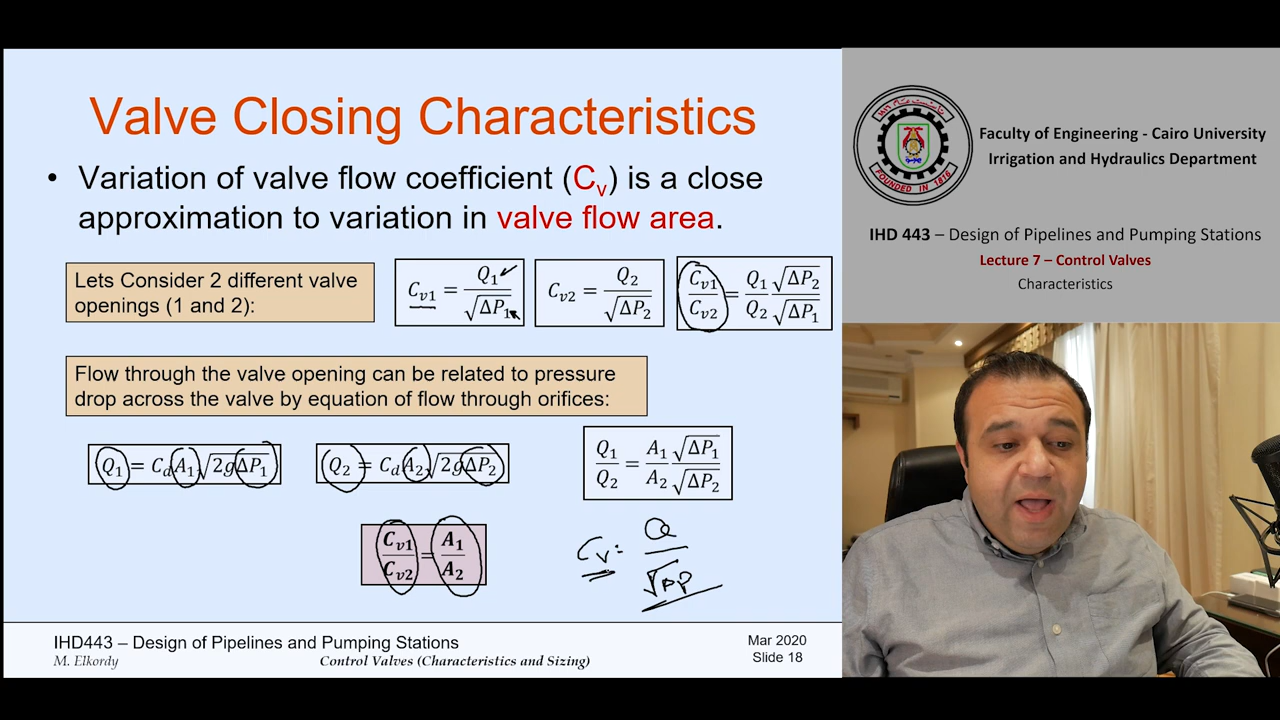 Valve Closing Characteristics
• Variation of valve flow coefficient (Cv) is a close
approximation to variation in valve flow area.
Lets Consider 2 different valve
openings (1 and 2):
Cv1 = Q1 / √ΔP1
Cv2 = Q2 / √ΔP2
Cv1 / Cv2 = Q1 √ΔP2 / Q2 √ΔP1
Flow through the valve opening can be related to pressure
drop across the valve by equation of flow through orifices:
Q1 = CdA1√2gΔP1
Q2 = CdA2√2gΔP2
Q1 / Q2 = A1 √ΔP1 / A2 √ΔP2
Cv1 / Cv2 = A1 / A2
Cv = Q / √ΔP
IHD443 – Design of Pipelines and Pumping Stations
M. Elkordy
Control Valves (Characteristics and Sizing)
Mar 2020
Slide 18
FOUNDED IN 1816
Faculty of Engineering - Cairo University
Irrigation and Hydraulics Department
IHD 443 – Design of Pipelines and Pumping Stations
Lecture 7 – Control Valves
Characteristics